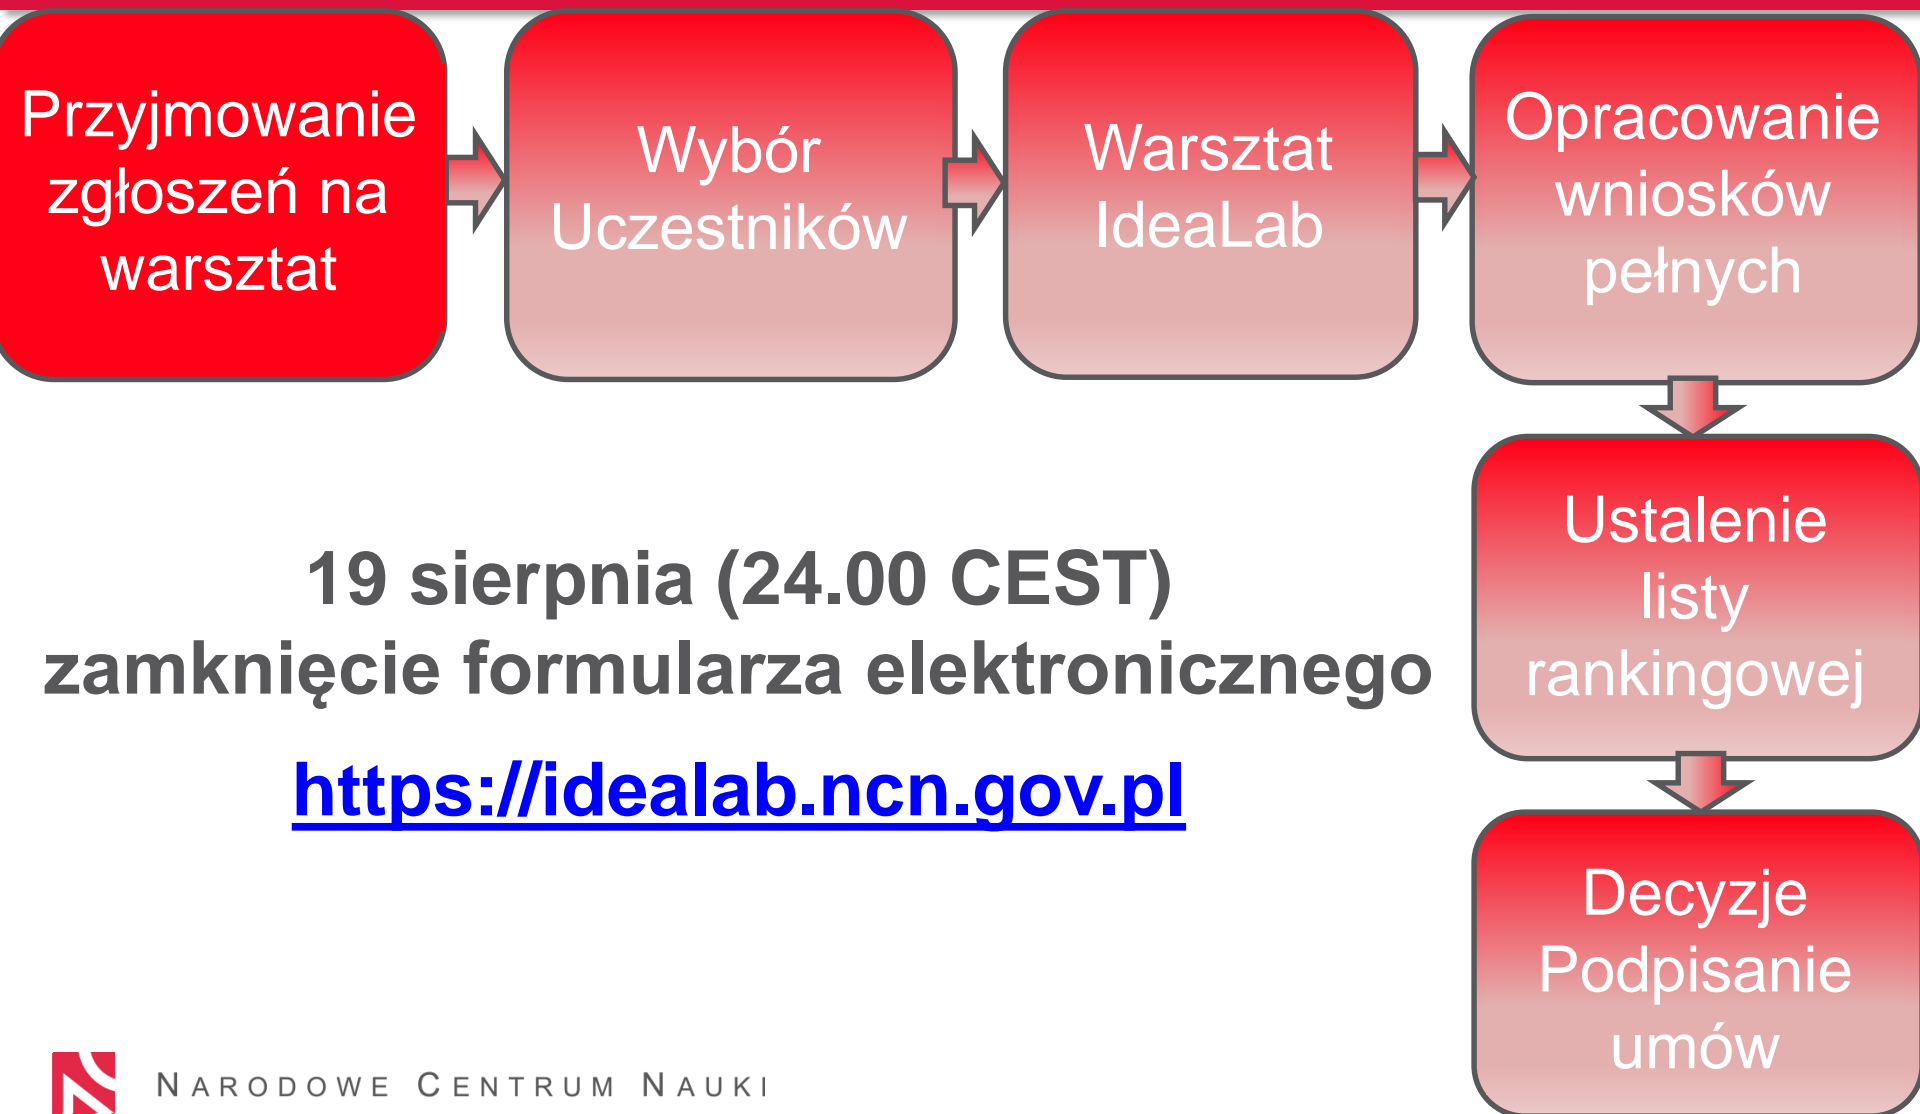 Przyjmowanie
zgłoszeń na
warsztat
Wybór
Uczestników
Warsztat
IdeaLab
Opracowanie
wniosków
pełnych
Ustalenie
listy
rankingowej
Decyzje
Podpisanie
umów
19 sierpnia (24.00 CEST)
zamknięcie formularza elektronicznego
https://idealab.ncn.gov.pl
NARODOWE CENTRUM NAUKI